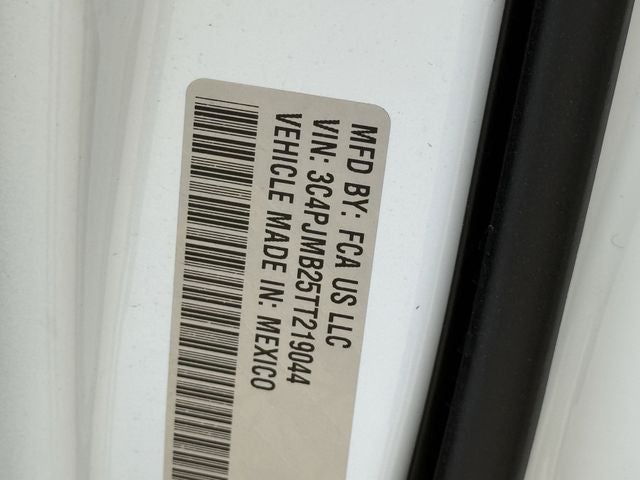 MFD BY: FCA US LLC
VIN: 3C4PJMB25TT219044
VEHICLE MADE IN: MEXICO